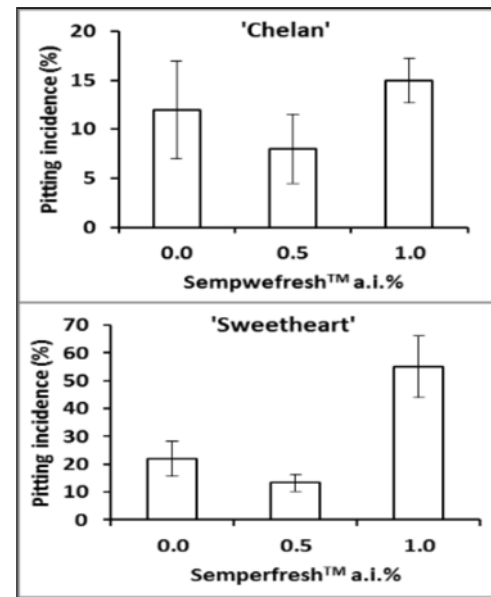 'Chelan'
Pitting incidence (%)
20
15
10
5
0
0.0 0.5 1.0
Sempwefresh™ a.i.%
'Sweetheart'
Pitting incidence (%)
70
60
50
40
30
20
10
0
0.0 0.5 1.0
Semperfresh™ a.i.%